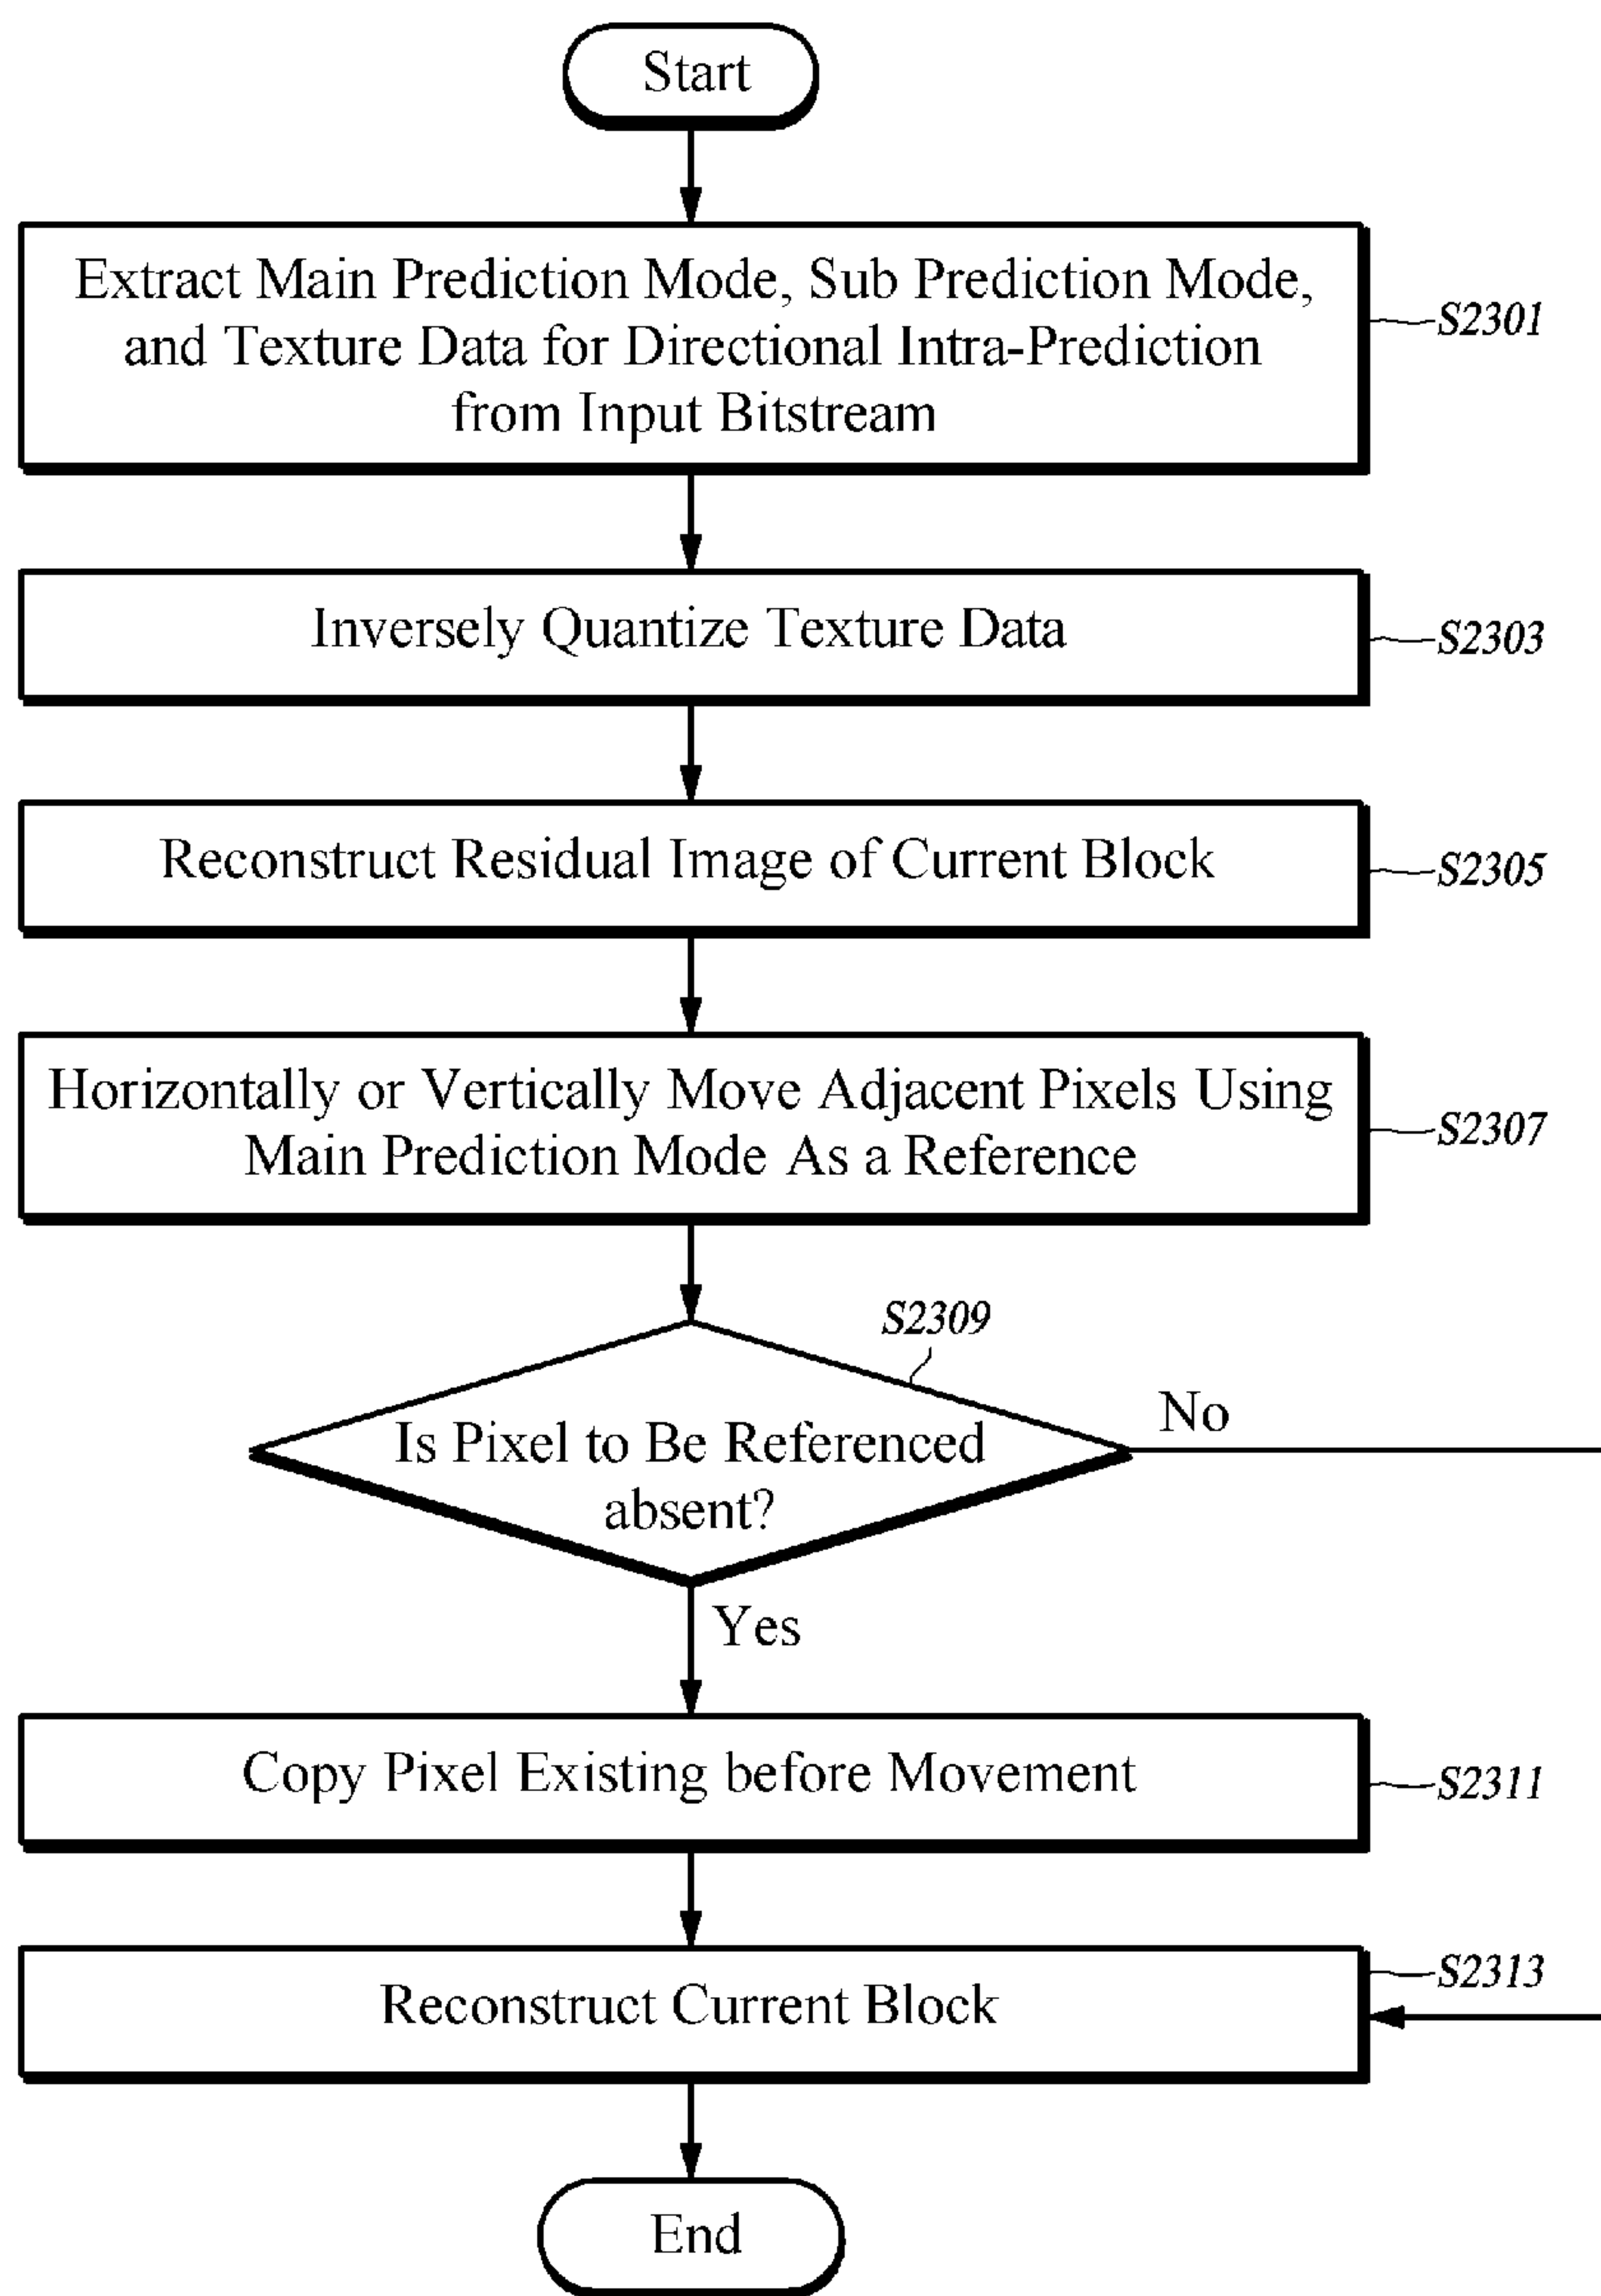 Start
Extract Main Prediction Mode, Sub Prediction Mode,
and Texture Data for Directional Intra-Prediction
from Input Bitstream
S2301
Inversely Quantize Texture Data
S2303
Reconstruct Residual Image of Current Block
S2305
Horizontally or Vertically Move Adjacent Pixels Using
Main Prediction Mode As a Reference
S2307
S2309
Is Pixel to Be Referenced
absent?
No
Yes
Copy Pixel Existing before Movement
S2311
Reconstruct Current Block
S2313
End